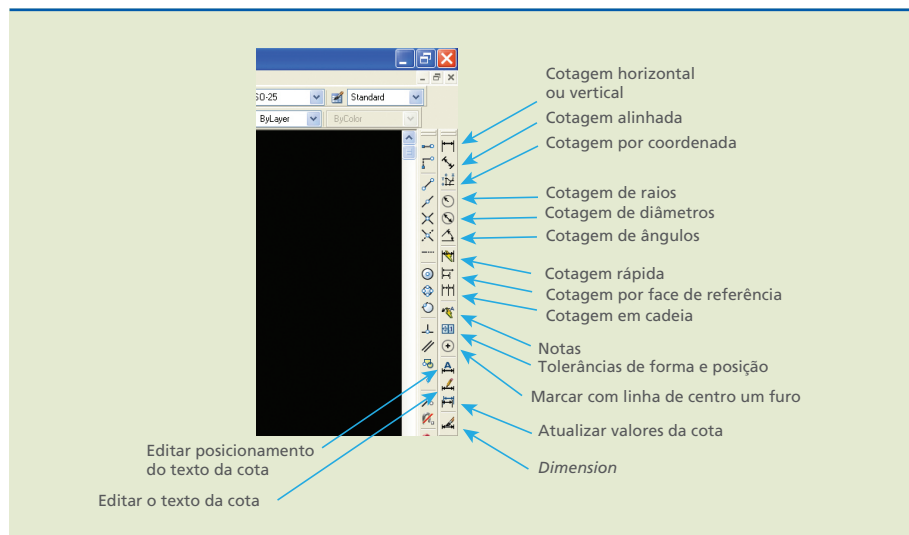 SO-25
Standard
ByLayer
ByColor
Cotagem horizontal
ou vertical
Cotagem alinhada
Cotagem por coordenada
Cotagem de raios
Cotagem de diâmetros
Cotagem de ângulos
Cotagem rápida
Cotagem por face de referência
Cotagem em cadeia
Notas
Tolerâncias de forma e posição
Marcar com linha de centro um furo
Atualizar valores da cota
Dimension
Editar posicionamento
do texto da cota
Editar o texto da cota